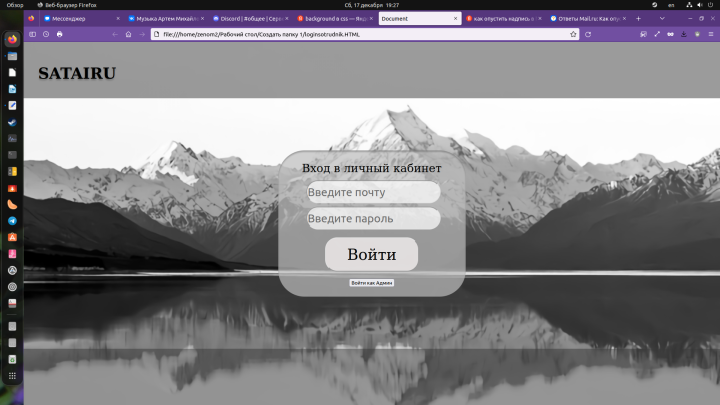 Обзор
Веб-браузер Firefox
Сб, 17 декабря 19:27
en
Мессенджер
Музыка Артем Михайл
Discord | #общее | Серв
background в css — Янд
Document
как опустить надпись в
Ответы Mail.ru: Как опу
file:///home/zenom2/Рабочий стол/Создать папку 1/loginsotrudnik.HTML
SATAIRU
Вход в личный кабинет
Введите почту
Введите пароль
Войти
Войти как Админ